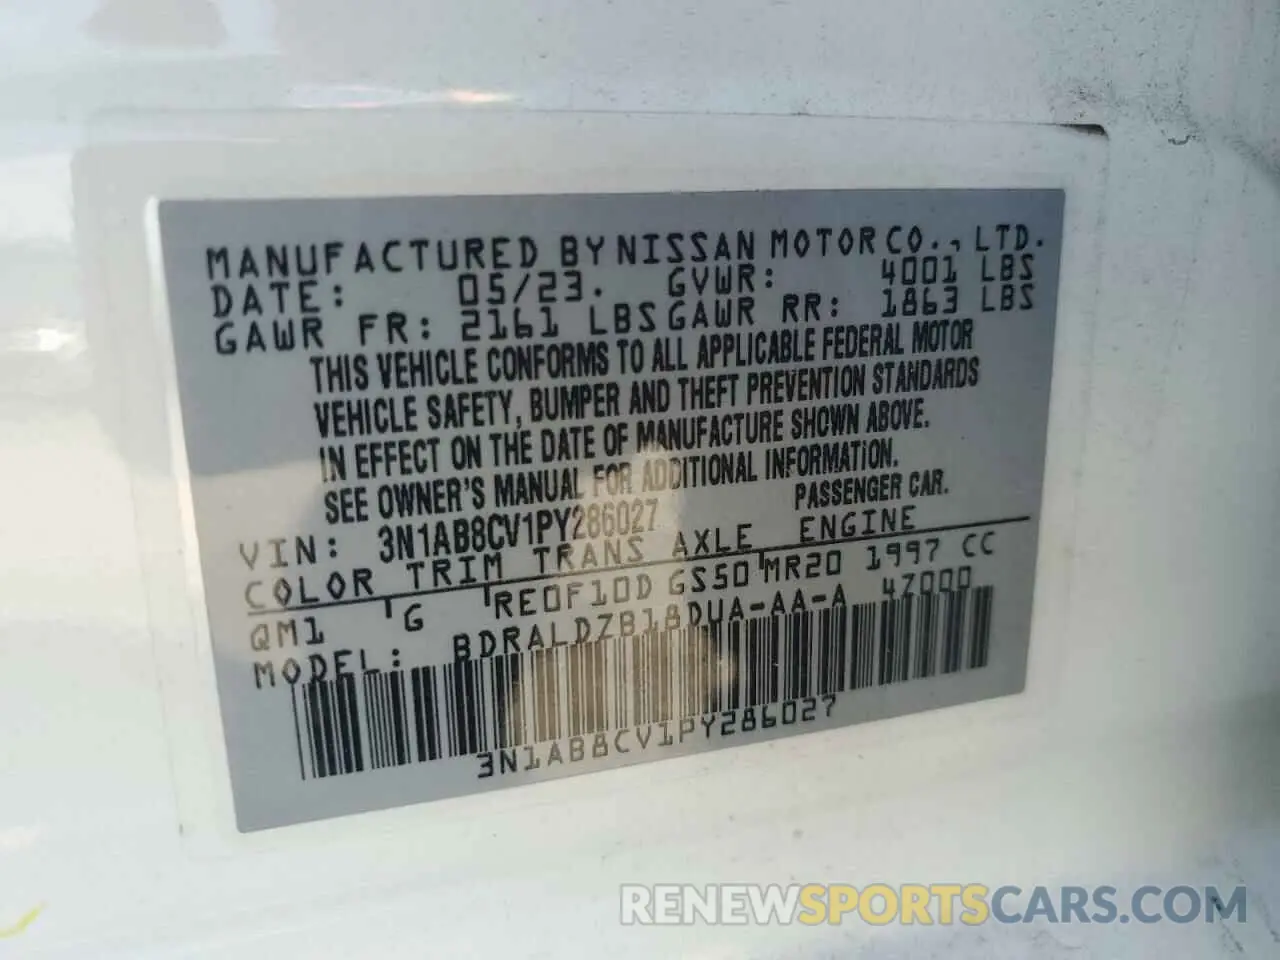 MANUFACTURED BY NISSAN MOTOR CO., LTD.
DATE: 05/23. GVWR: 4001 LBS
GAWR FR: 2161 LBS GAWR RR: 1863 LBS
THIS VEHICLE CONFORMS TO ALL APPLICABLE FEDERAL MOTOR
VEHICLE SAFETY, BUMPER AND THEFT PREVENTION STANDARDS
IN EFFECT ON THE DATE OF MANUFACTURE SHOWN ABOVE.
SEE OWNER'S MANUAL FOR ADDITIONAL INFORMATION.
VIN: 3N1AB8CV1PY286027 PASSENGER CAR.
COLOR TRIM TRANS AXLE ENGINE
QM1 G RE0F10D GS50 MR20 1997 CC
MODEL: BDRALDZB18DUA-AA-A 4Z000
3N1AB8CV1PY286027
RENEWSPORTSCARS.COM